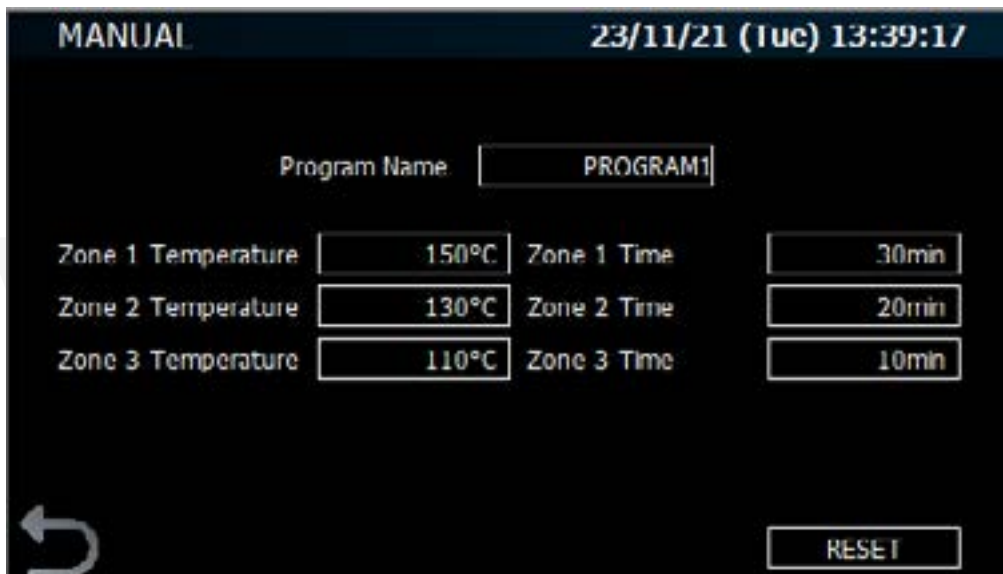 MANUAL 23/11/21 (Tue) 13:39:17
Program Name PROGRAM1
Zone 1 Temperature 150°C Zone 1 Time 30min
Zone 2 Temperature 130°C Zone 2 Time 20min
Zone 3 Temperature 110°C Zone 3 Time 10min
RESET